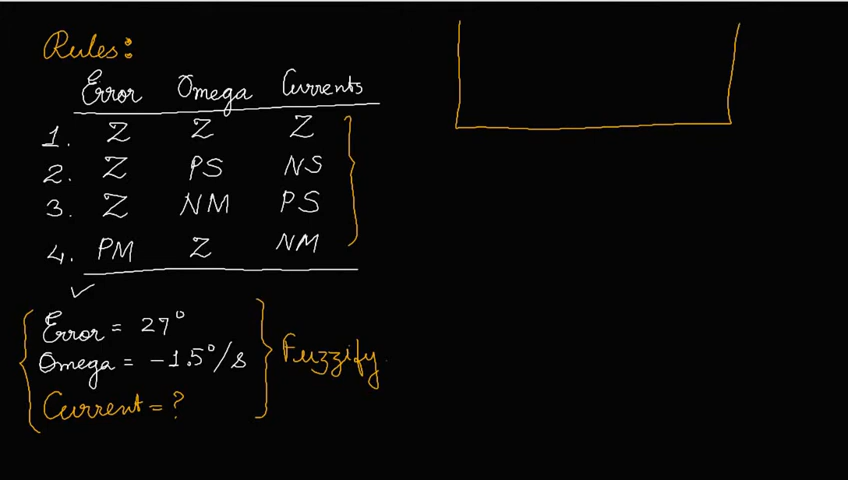 Rules:
Error Omega Currents
1. Z Z Z
2. Z PS NS
3. Z NM PS
4. PM Z NM
Error = 27°
Omega = -1.5°/s
Current = ?
Fuzzify